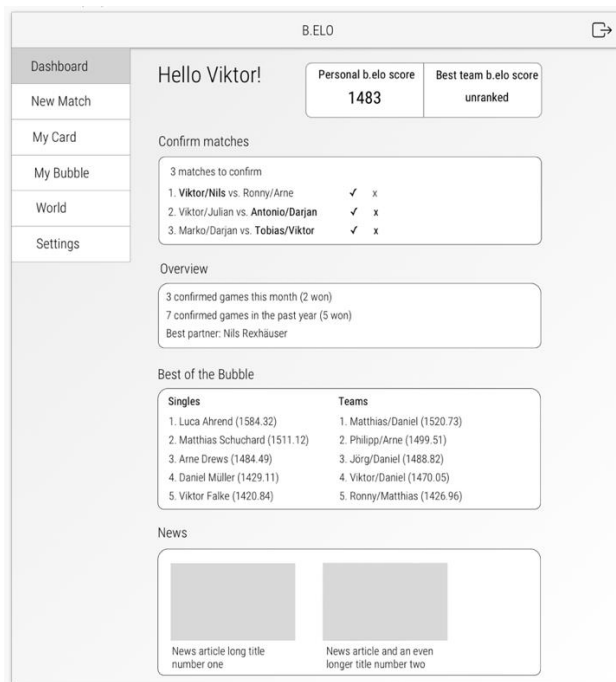 B.ELO
Dashboard
New Match
My Card
My Bubble
World
Settings
Hello Viktor!
Personal b.elo score
1483
Best team b.elo score
unranked
Confirm matches
3 matches to confirm
1. Viktor/Nils vs. Ronny/Arne ✓ x
2. Viktor/Julian vs. Antonio/Darjan ✓ x
3. Marko/Darjan vs. Tobias/Viktor ✓ x
Overview
3 confirmed games this month (2 won)
7 confirmed games in the past year (5 won)
Best partner: Nils Rexhäuser
Best of the Bubble
Singles
1. Luca Ahrend (1584.32)
2. Matthias Schuchard (1511.12)
3. Arne Drews (1484.49)
4. Daniel Müller (1429.11)
5. Viktor Falke (1420.84)
Teams
1. Matthias/Daniel (1520.73)
2. Philipp/Arne (1499.51)
3. Jörg/Daniel (1488.82)
4. Viktor/Daniel (1470.05)
5. Ronny/Matthias (1426.96)
News
News article long title
number one
News article and an even
longer title number two